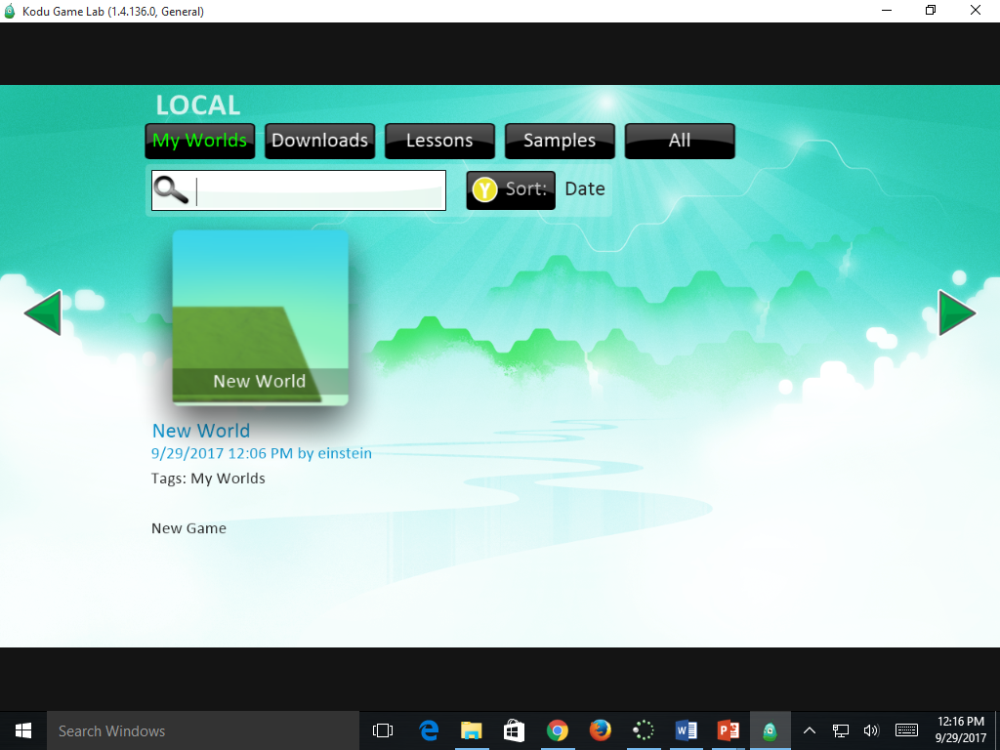 Kodu Game Lab (1.4.136.0, General)
LOCAL
My Worlds Downloads Lessons Samples All
Y Sort: Date
New World
New World
9/29/2017 12:06 PM by einstein
Tags: My Worlds
New Game
Search Windows
12:16 PM
9/29/2017